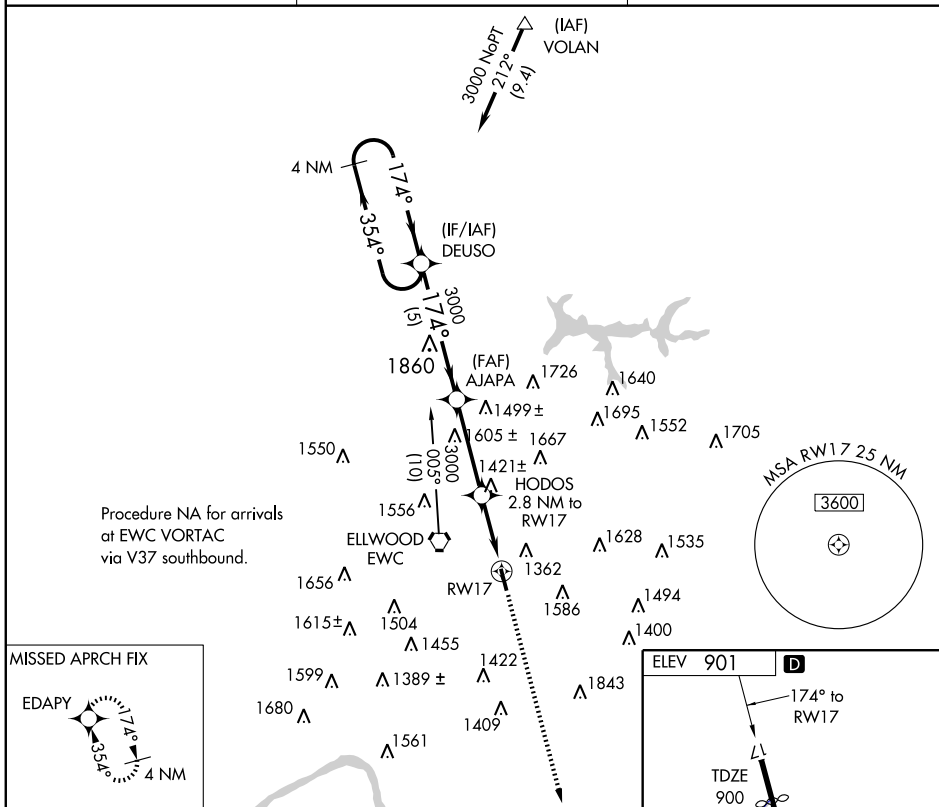 (IAF)
VOLAN
3000 NoPT
212°
(9.4)
4 NM
174°
354°
(IF/IAF)
DEUSO
3000
174°
(5)
1860
(FAF)
AJAPA
1726
1640
1499 ±
1695
1552
1705
1605 ±
1667
1550
3000
005°
(10)
1421±
HODOS
2.8 NM to
RW17
1556
MSA RW17 25 NM
3600
Procedure NA for arrivals
at EWC VORTAC
via V37 southbound.
ELLWOOD
EWC
1628
1535
1362
1656
RW17
1586
1494
1504
1615±
1455
1400
MISSED APRCH FIX
EDAPY
174°
354°
4 NM
1599
1389 ±
1422
1843
1680
1409
1561
ELEV 901
D
174° to
RW17
17
TDZE
900